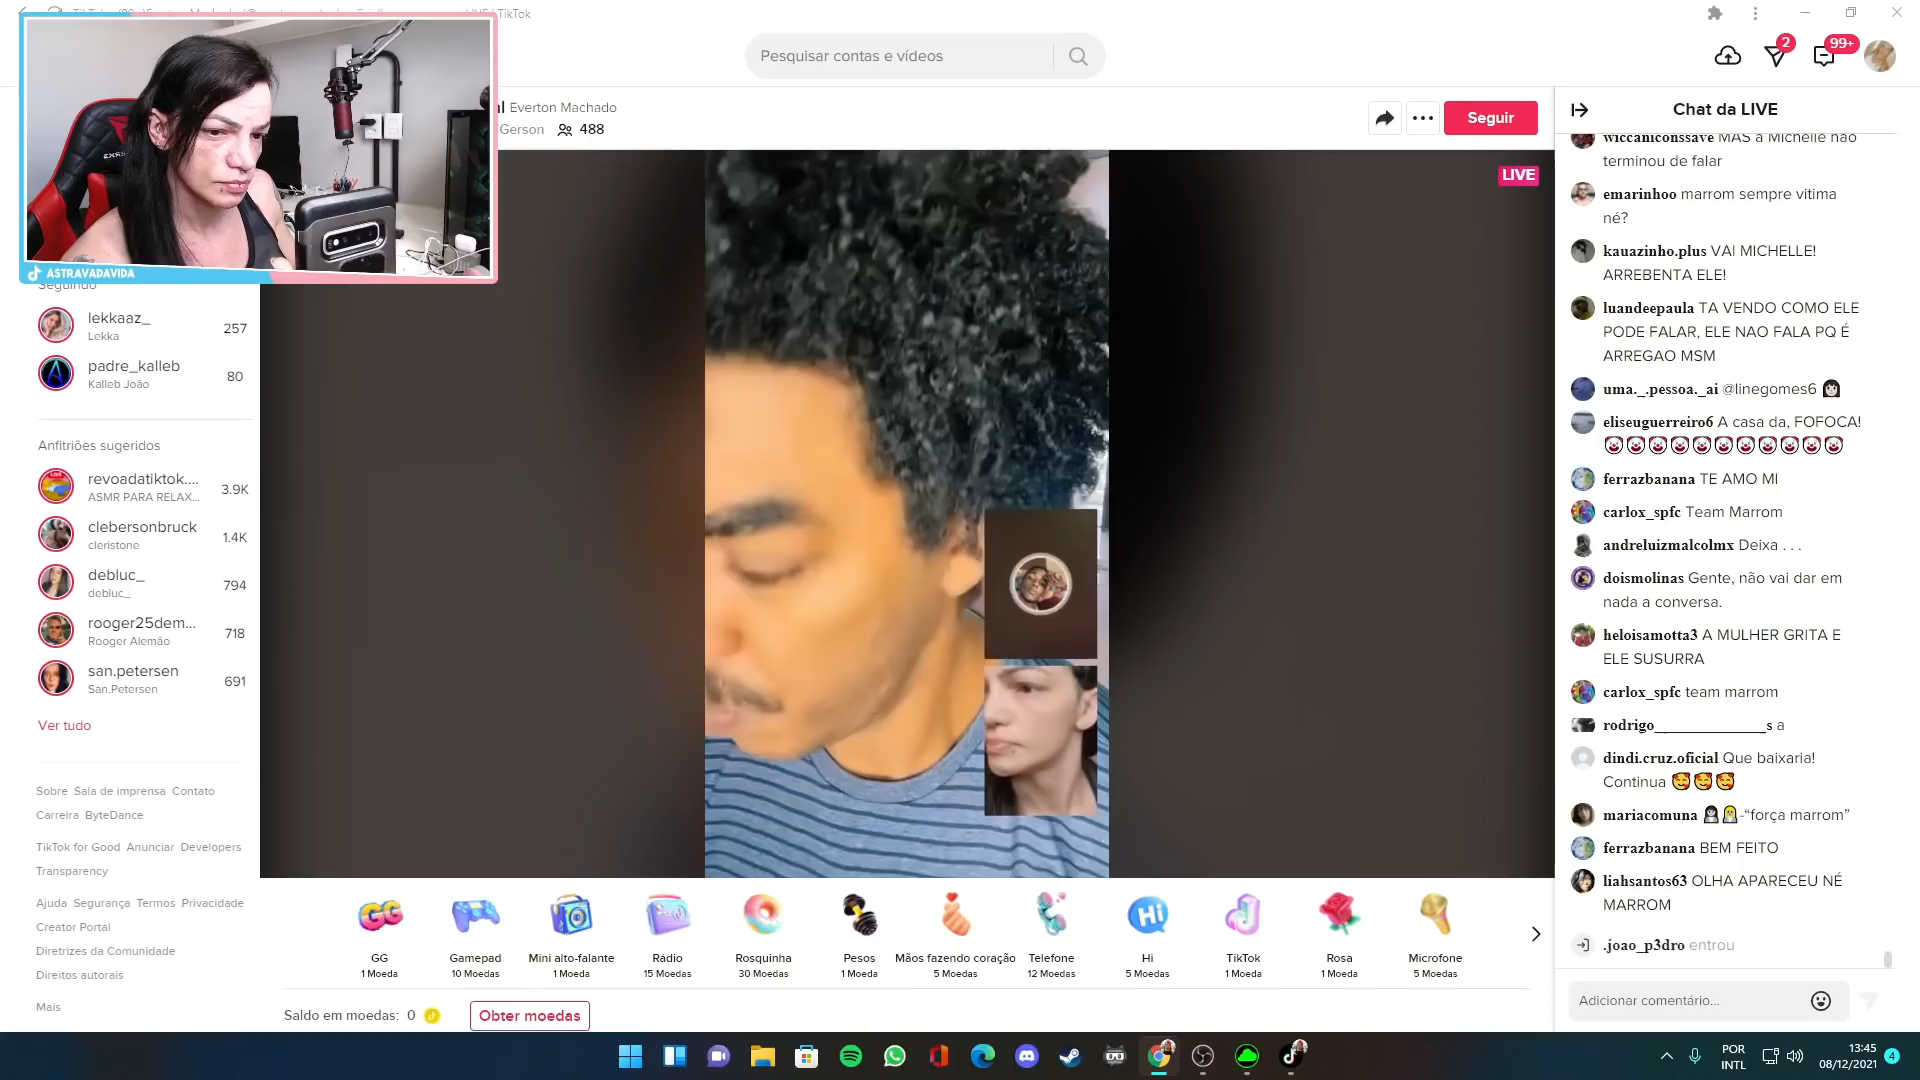 TikTok
Pesquisar contas e vídeos
2
99+
Everton Machado
Gerson 488
Seguir
LIVE
ASTRAVADAVIDA
Seguindo
lekkaaz_
Lekka
257
padre_kalleb
Kalleb João
80
Anfitriões sugeridos
revoadatiktok....
ASMR PARA RELAX...
3.9K
clebersonbruck
cleristone
1.4K
debluc_
debluc_
794
rooger25dem...
Rooger Alemão
718
san.petersen
San.Petersen
691
Ver tudo
Sobre Sala de imprensa Contato
Carreira ByteDance
TikTok for Good Anunciar Developers
Transparency
Ajuda Segurança Termos Privacidade
Creator Portal
Diretrizes da Comunidade
Direitos autorais
Mais
GG
1 Moeda
Gamepad
10 Moedas
Mini alto-falante
1 Moeda
Rádio
15 Moedas
Rosquinha
30 Moedas
Pesos
1 Moeda
Mãos fazendo coração
5 Moedas
Telefone
12 Moedas
Hi
Hi
5 Moedas
TikTok
1 Moeda
Rosa
1 Moeda
Microfone
5 Moedas
Saldo em moedas: 0
Obter moedas
Chat da LIVE
wiccaniconssave MAS a Michelle não
terminou de falar
emarinhoo marrom sempre vitima
né?
kauazinho.plus VAI MICHELLE!
ARREBENTA ELE!
luandeepaula TA VENDO COMO ELE
PODE FALAR, ELE NAO FALA PQ É
ARREGAO MSM
uma._.pessoa._ai @linegomes6 👩🏻
eliseuguerreiro6 A casa da, FOFOCA!
🤡🤡🤡🤡🤡🤡🤡🤡🤡🤡🤡
ferrazbanana TE AMO MI
carlox_spfc Team Marrom
andreluizmalcolmx Deixa . . .
doismolinas Gente, não vai dar em
nada a conversa.
heloisamotta3 A MULHER GRITA E
ELE SUSURRA
carlox_spfc team marrom
rodrigo______________s a
dindi.cruz.oficial Que baixaria!
Continua 🥰🥰🥰
mariacomuna -“força marrom”
ferrazbanana BEM FEITO
liahsantos63 OLHA APARECEU NÉ
MARROM
.joao_p3dro entrou
Adicionar comentário...
POR
INTL
13:45
08/12/2021
4